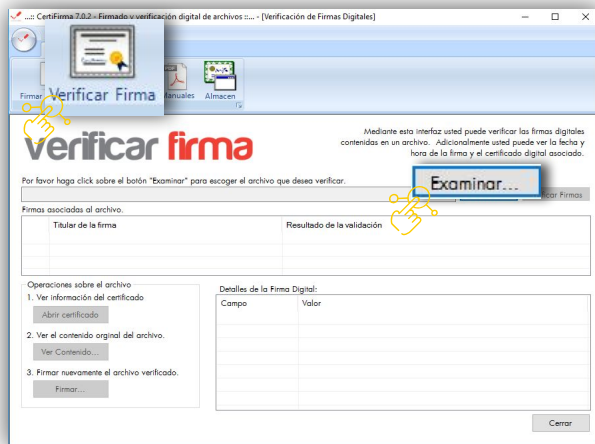 ...:: CertiFirma 7.0.2 - Firmado y verificación digital de archivos ::... - [Verificación de Firmas Digitales]
Firmar
Verificar Firma
Manuales
Almacen
verificar firma
Mediante esta interfaz usted puede verificar las firmas digitales
contenidas en un archivo. Adicionalmente usted puede ver la fecha y
hora de la firma y el certificado digital asociado.
Por favor haga click sobre el botón "Examinar" para escoger el archivo que desea verificar.
Examinar...
Firmas
Firmas asociadas al archivo.
Titular de la firma
Resultado de la validación
Operaciones sobre el archivo
1. Ver información del certificado
Abrir certificado
2. Ver el contenido orginal del archivo.
Ver Contenido...
3. Firmar nuevamente el archivo verificado.
Firmar...
Detalles de la Firma Digital:
Campo
Valor
Cerrar